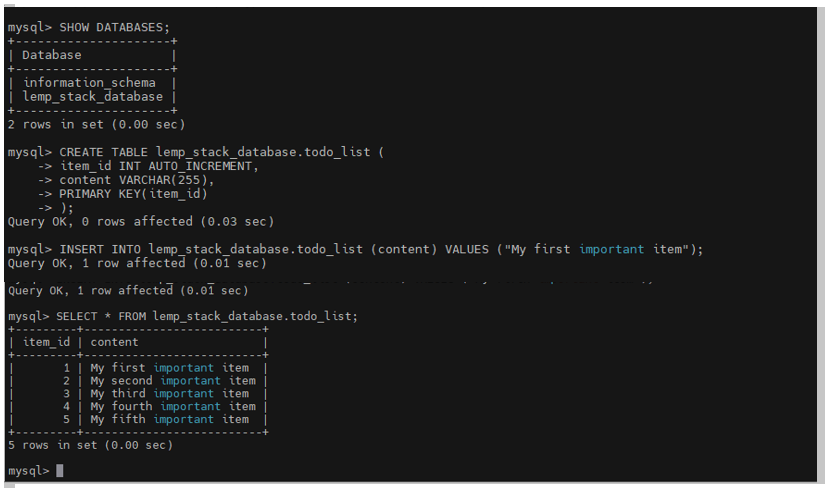 mysql> SHOW DATABASES;
+---------------------+
| Database            |
+---------------------+
| information_schema  |
| lemp_stack_database |
+---------------------+
2 rows in set (0.00 sec)
mysql> CREATE TABLE lemp_stack_database.todo_list (
    -> item_id INT AUTO_INCREMENT,
    -> content VARCHAR(255),
    -> PRIMARY KEY(item_id)
    -> );
Query OK, 0 rows affected (0.03 sec)
mysql> INSERT INTO lemp_stack_database.todo_list (content) VALUES ("My first important item");
Query OK, 1 row affected (0.01 sec)
Query OK, 1 row affected (0.01 sec)
mysql> SELECT * FROM lemp_stack_database.todo_list;
+---------+--------------------------+
| item_id | content                  |
+---------+--------------------------+
|       1 | My first important item  |
|       2 | My second important item |
|       3 | My third important item  |
|       4 | My fourth important item |
|       5 | My fifth important item  |
+---------+--------------------------+
5 rows in set (0.00 sec)
mysql>